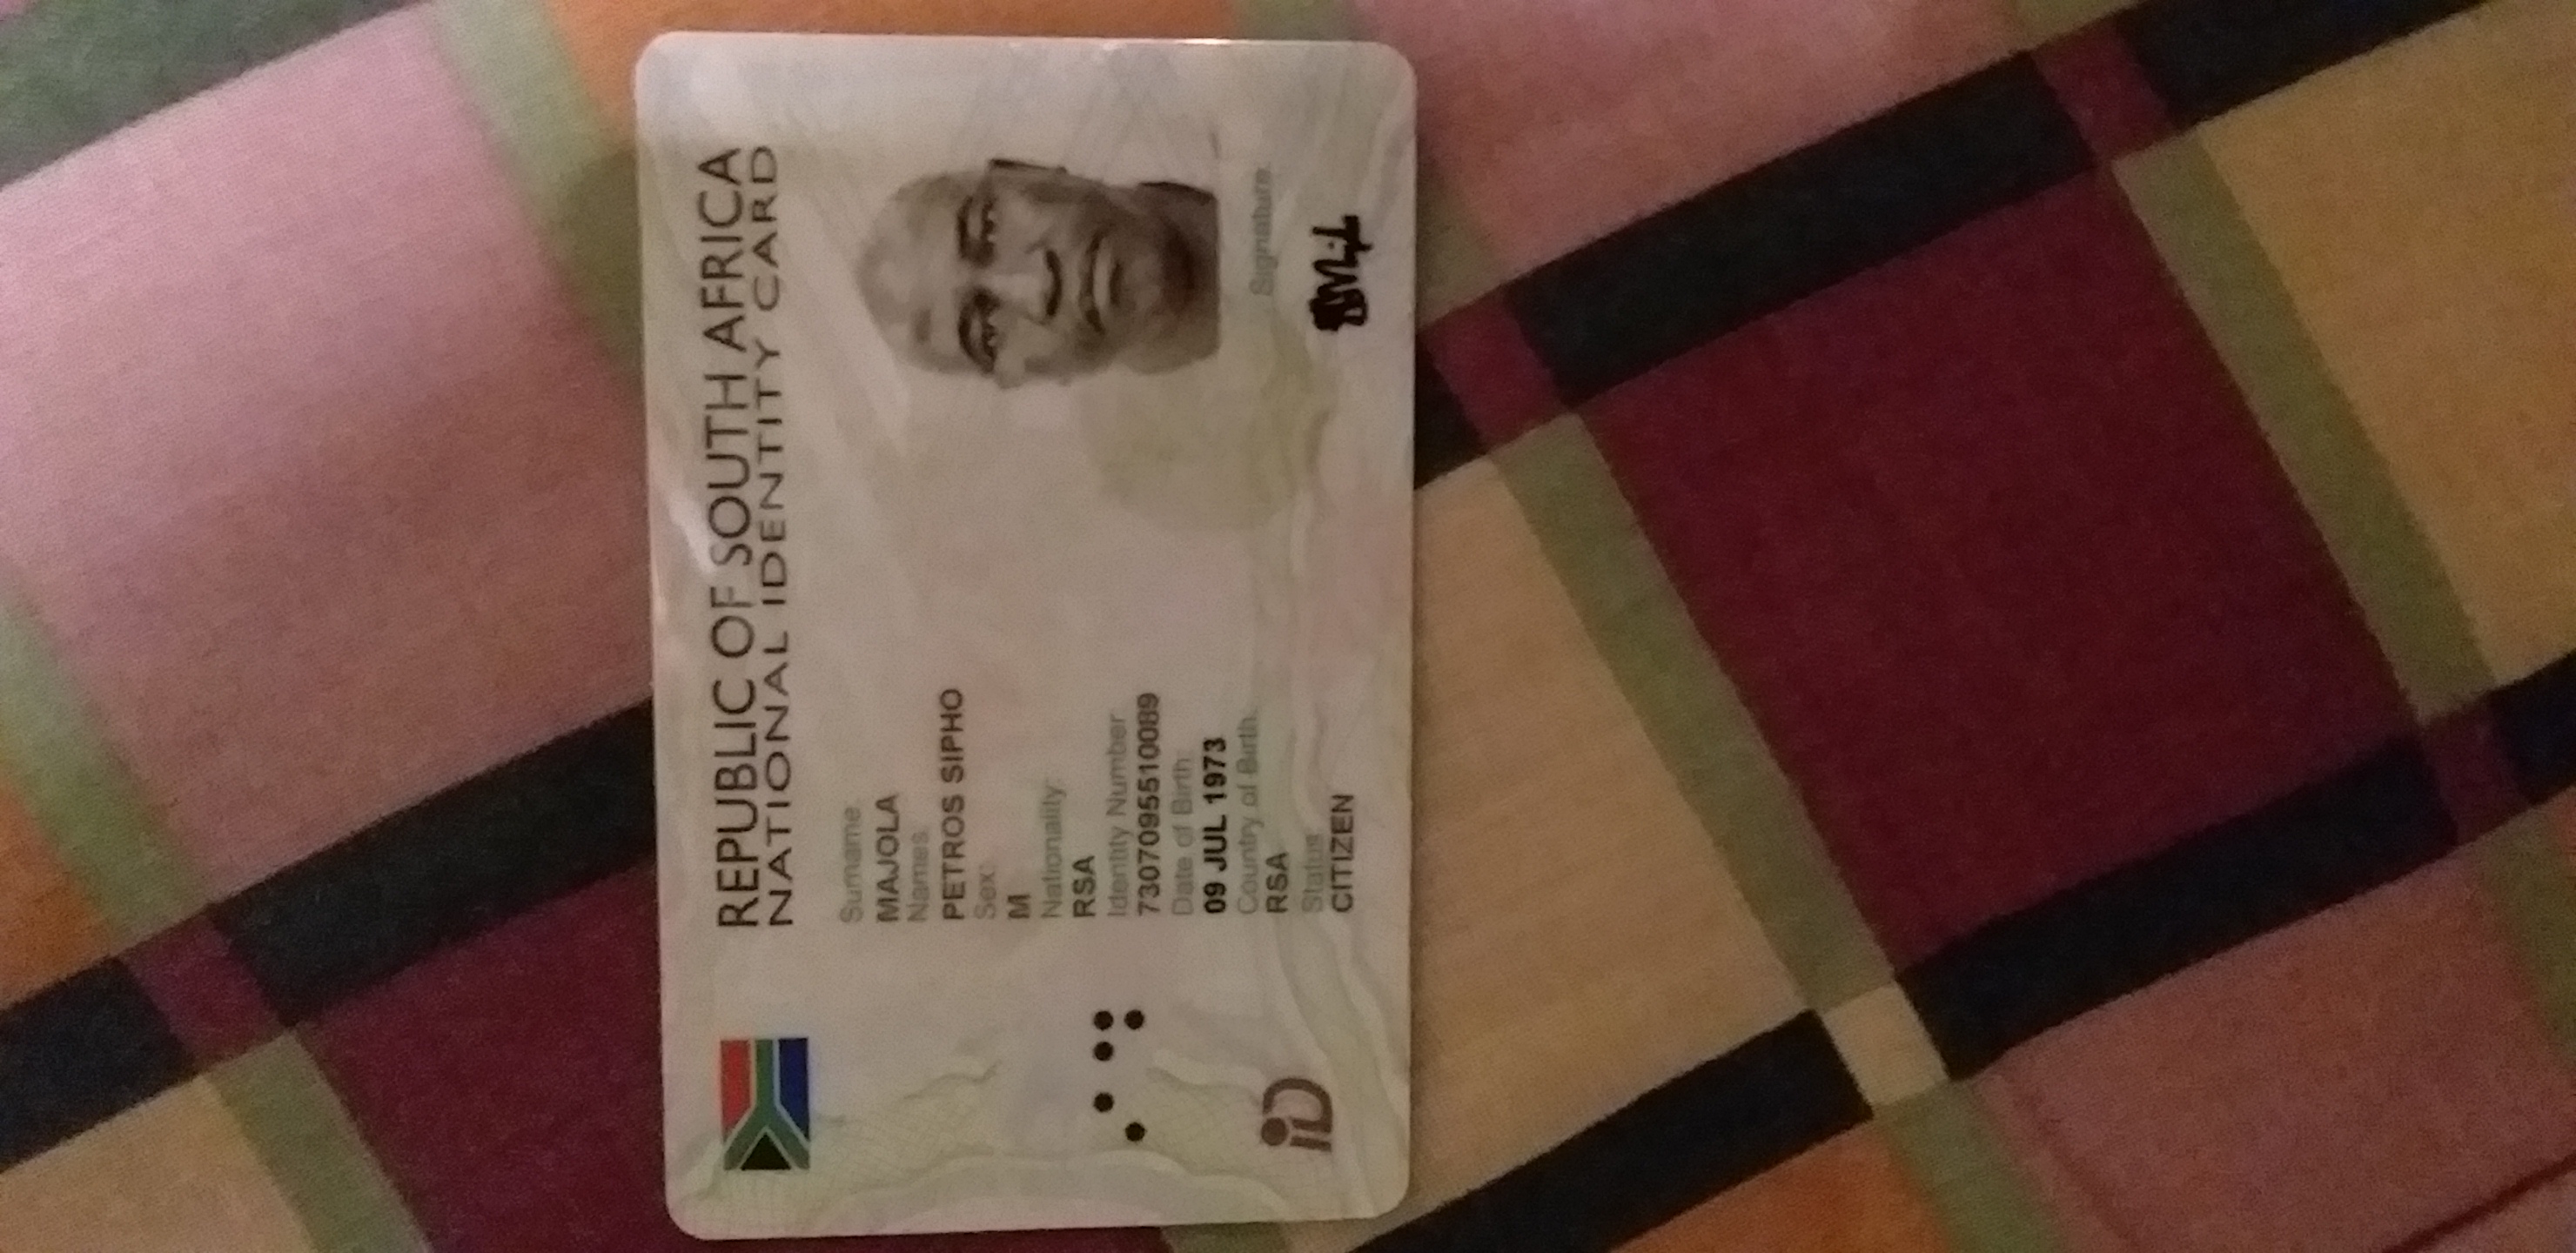 REPUBLIC OF SOUTH AFRICA
NATIONAL IDENTITY CARD
Surname:
MAJOLA
Names:
PETROS SIPHO
Sex:
M
Nationality:
RSA
Identity Number
7307095510089
Date of Birth:
09 JUL 1973
Country of Birth:
RSA
Status:
CITIZEN
Signature:
iD